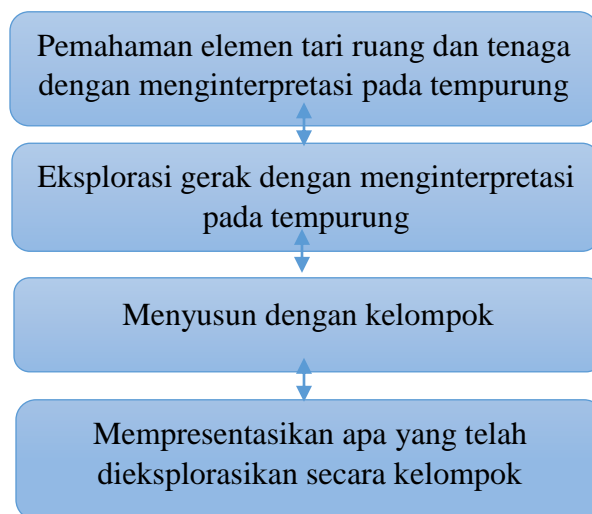 Pemahaman elemen tari ruang dan tenaga
dengan menginterpretasi pada tempurung
Eksplorasi gerak dengan menginterpretasi
pada tempurung
Menyusun dengan kelompok
Mempresentasikan apa yang telah
dieksplorasikan secara kelompok